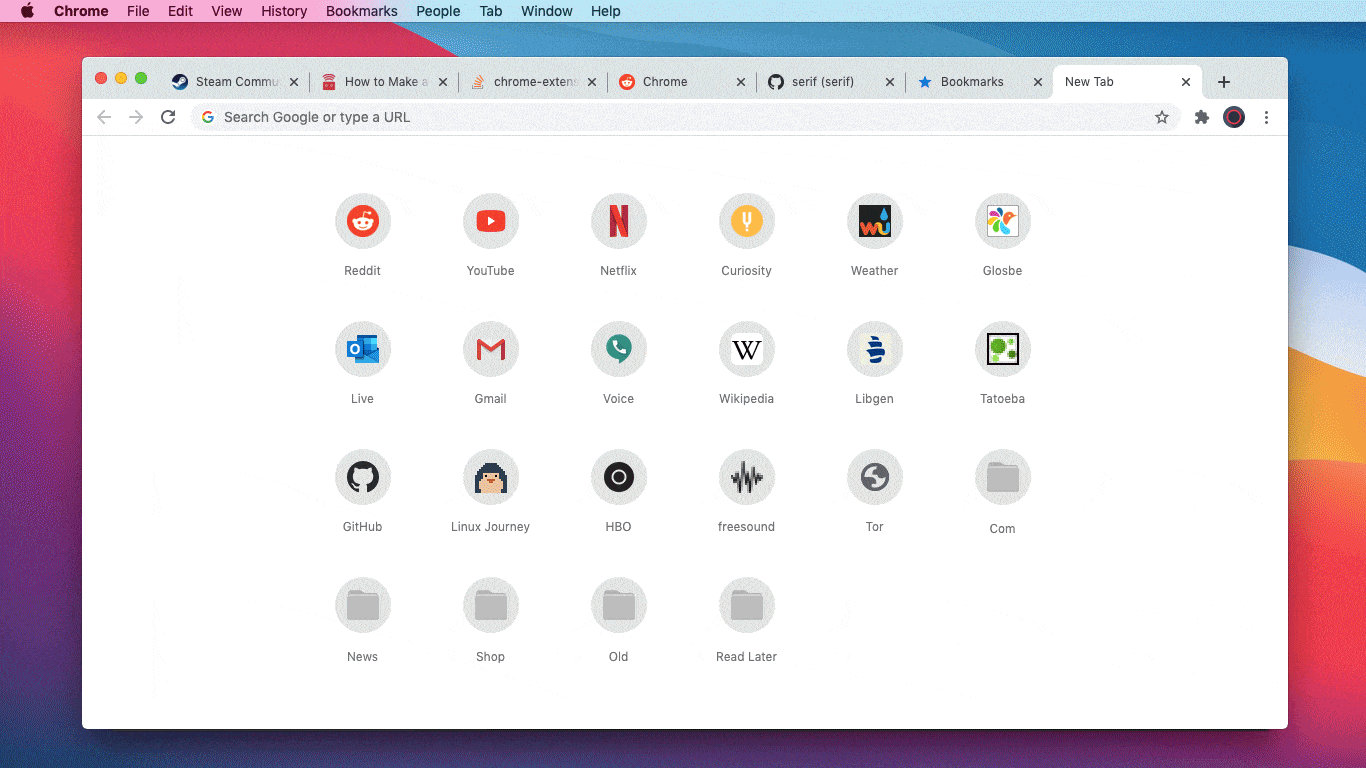 Chrome File Edit View History Bookmarks People Tab Window Help
Steam Commu How to Make a chrome-extens Chrome serif (serif) Bookmarks New Tab
Search Google or type a URL
Reddit YouTube Netflix Curiosity Weather Glosbe
Live Gmail Voice Wikipedia Libgen Tatoeba
GitHub Linux Journey HBO freesound Tor Com
News Shop Old Read Later